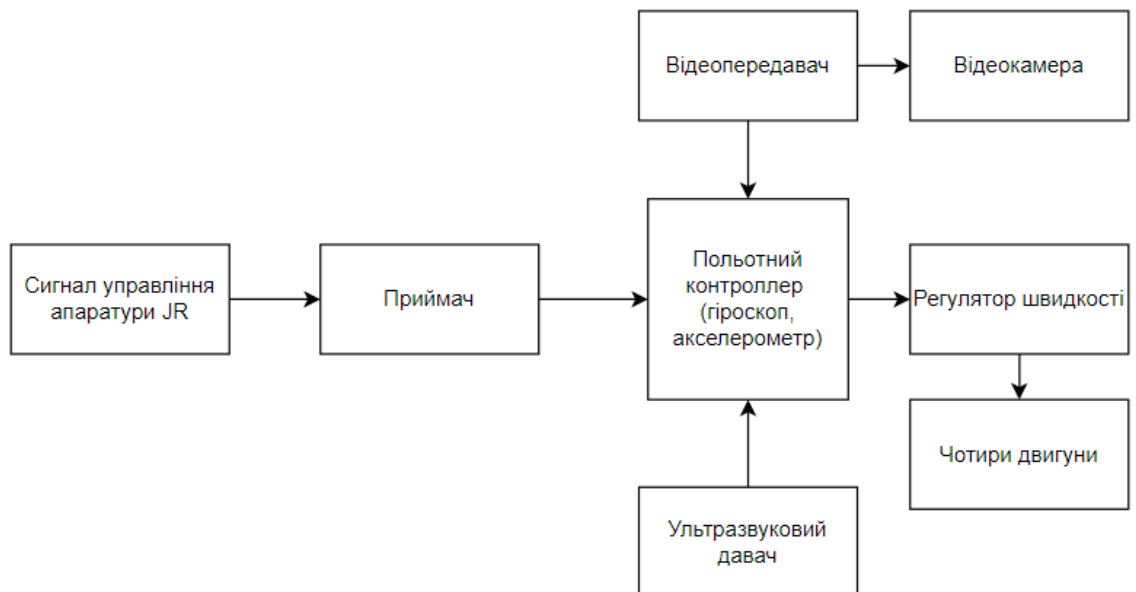 Відеопередавач
Відеокамера
Сигнал управління
апаратури JR
Приймач
Польотний
контроллер
(гіроскоп,
акселерометр)
Регулятор швидкості
Чотири двигуни
Ультразвуковий
давач